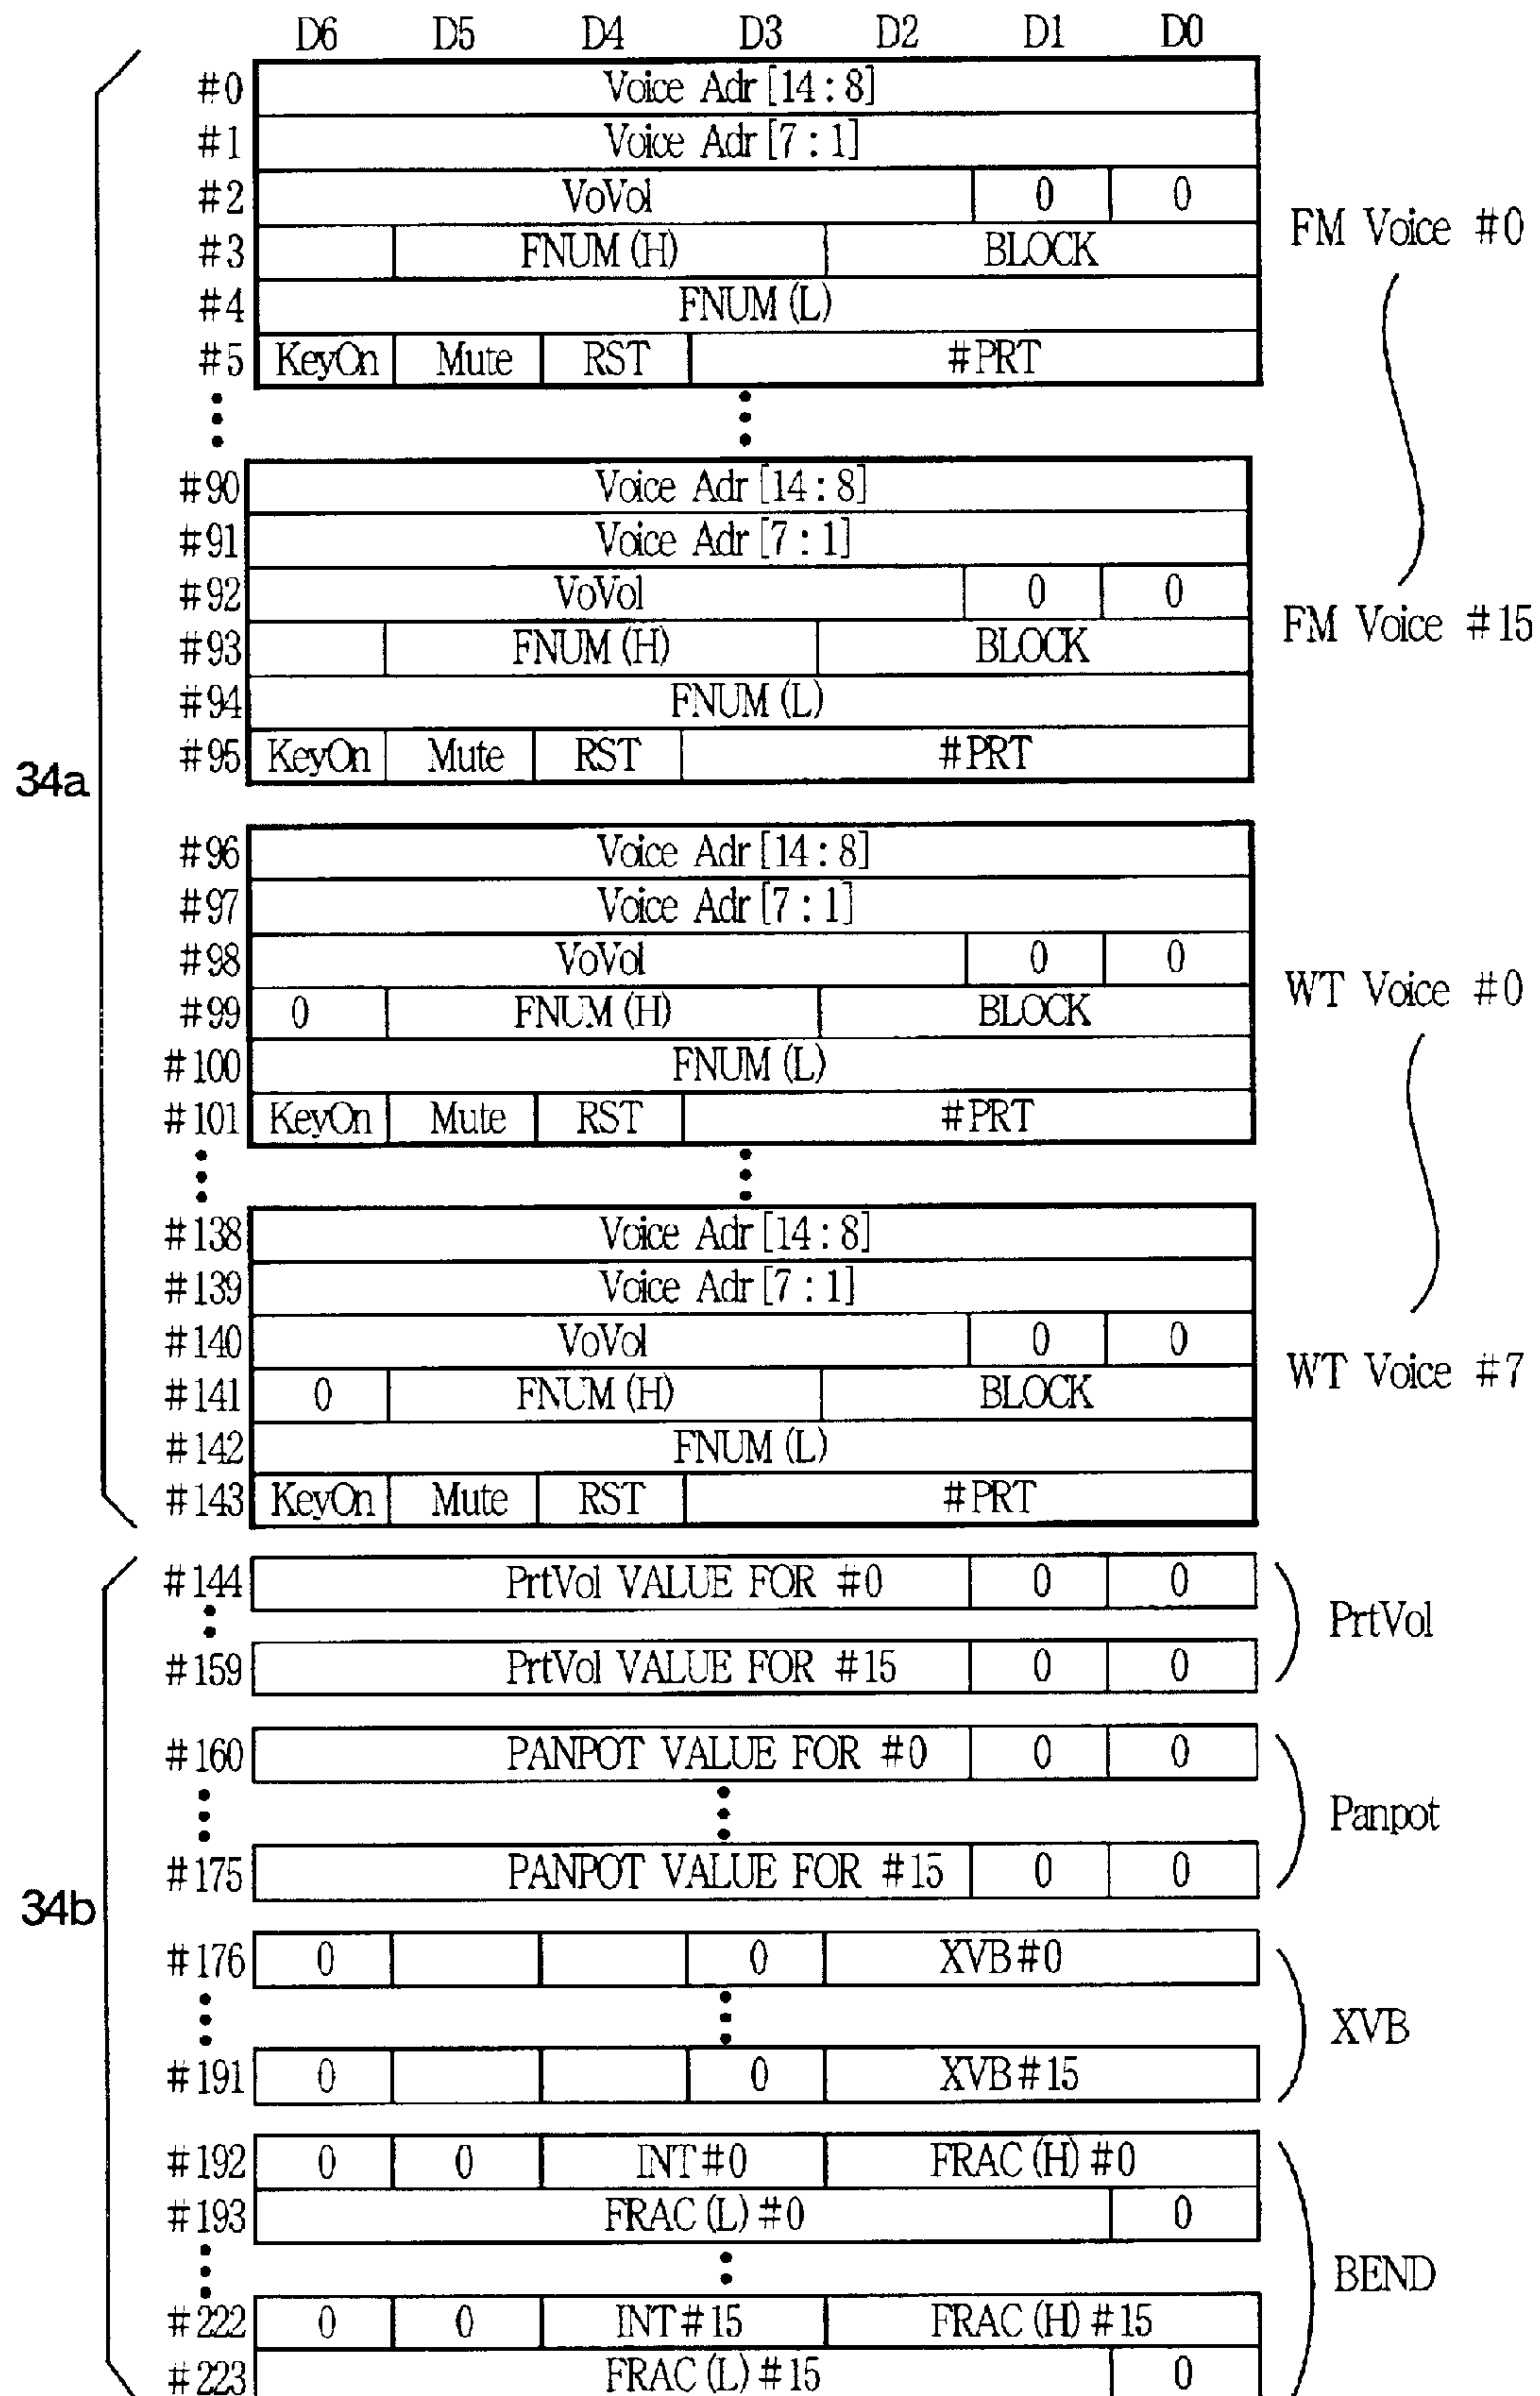 D6 D5 D4 D3 D2 D1 D0
#0 Voice Adr [14 : 8]
#1 Voice Adr [7 : 1]
#2 VoVol 0 0
FM Voice #0
#3 FNUM (H) BLOCK
#4 FNUM (L)
#5 KeyOn Mute RST #PRT
#90 Voice Adr [14 : 8]
#91 Voice Adr [7 : 1]
#92 VoVol 0 0
FM Voice #15
#93 FNUM (H) BLOCK
#94 FNUM (L)
#95 KeyOn Mute RST #PRT
34a
#96 Voice Adr [14 : 8]
#97 Voice Adr [7 : 1]
#98 VoVol 0 0
WT Voice #0
#99 0 FNUM (H) BLOCK
#100 FNUM (L)
#101 KeyOn Mute RST #PRT
#138 Voice Adr [14 : 8]
#139 Voice Adr [7 : 1]
#140 VoVol 0 0
WT Voice #7
#141 0 FNUM (H) BLOCK
#142 FNUM (L)
#143 KeyOn Mute RST #PRT
#144 PrtVol VALUE FOR #0 0 0
PrtVol
#159 PrtVol VALUE FOR #15 0 0
#160 PANPOT VALUE FOR #0 0 0
Panpot
#175 PANPOT VALUE FOR #15 0 0
34b
#176 0 0 XVB#0
XVB
#191 0 0 XVB#15
#192 0 0 INT#0 FRAC (H) #0
#193 FRAC (L) #0 0
BEND
#222 0 0 INT#15 FRAC (H) #15
#223 FRAC (L) #15 0